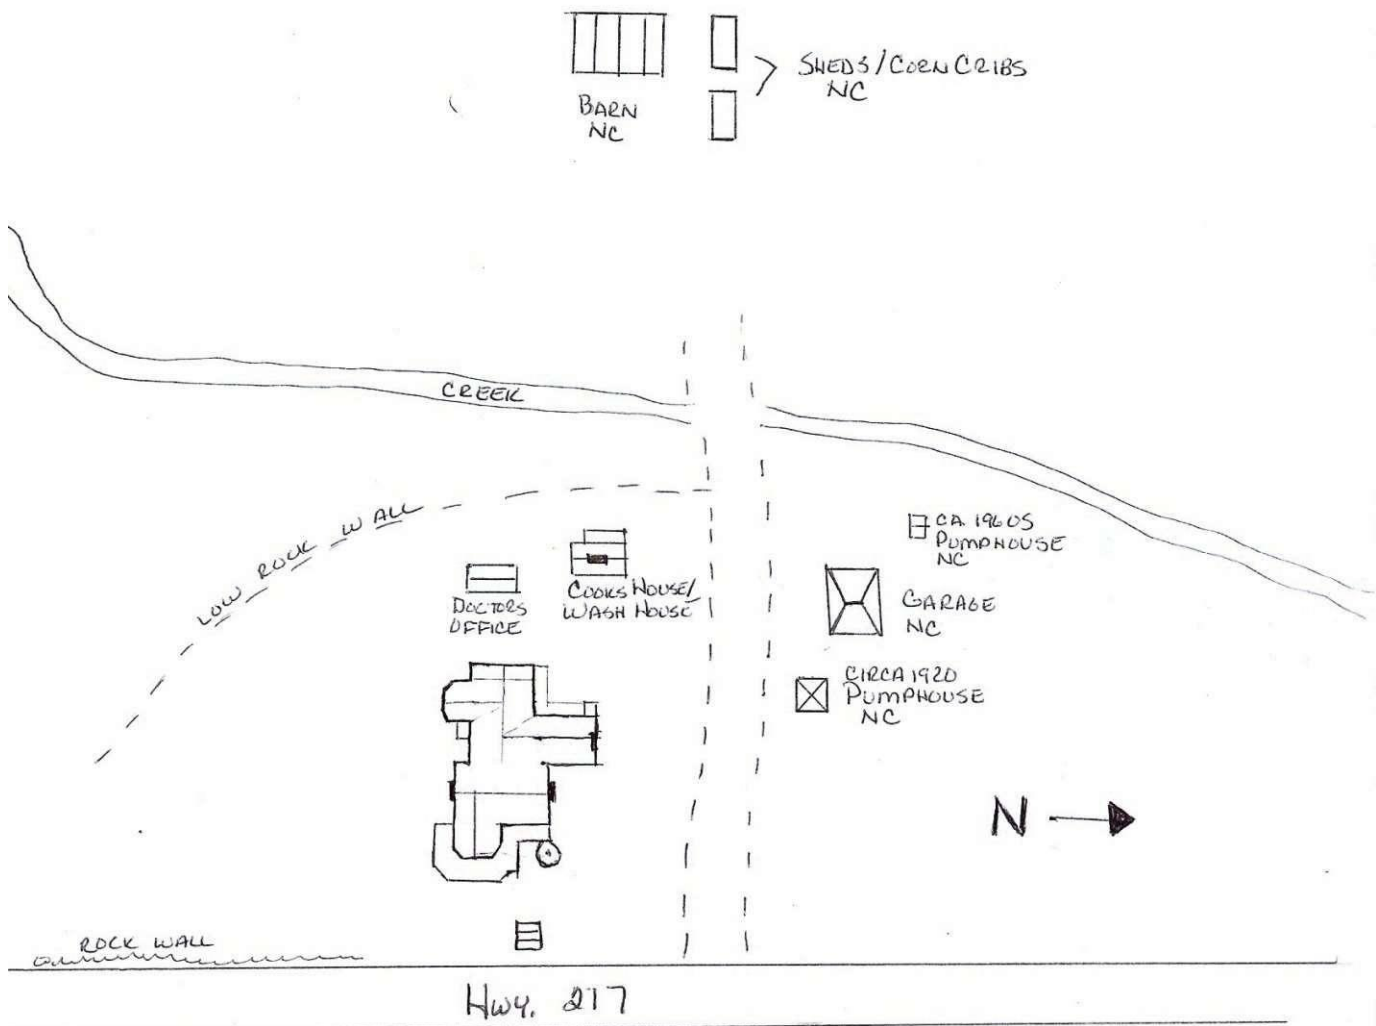 SHEDS/CORN CRIBS
NC
BARN
NC
CREEK
LOW ROCK WALL
CA. 1960S
PUMPHOUSE
NC
DOCTORS
OFFICE
COOKS HOUSE/
WASH HOUSE
GARAGE
NC
CIRCA 1920
PUMPHOUSE
NC
N
ROCK WALL
Hwy. 217